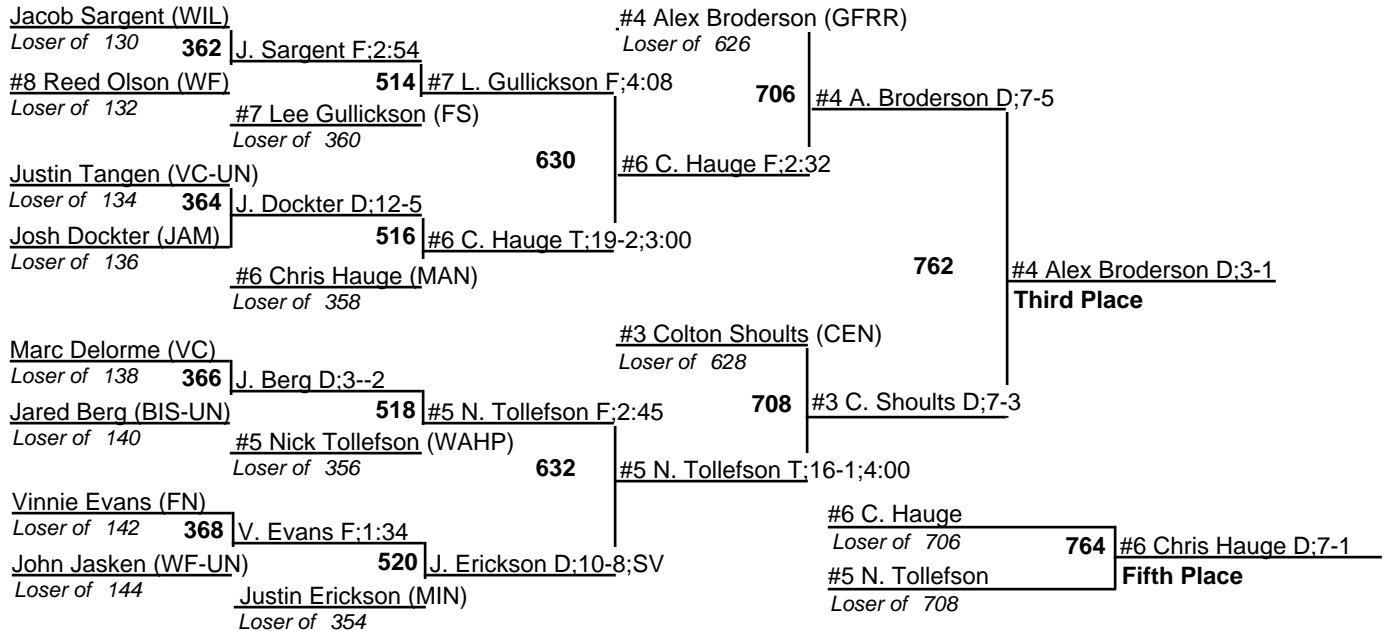 Jacob Sargent (WIL)
Loser of 130
362
J. Sargent F;2:54
#8 Reed Olson (WF)
Loser of 132
514
#7 L. Gullickson F;4:08
#7 Lee Gullickson (FS)
Loser of 360
Justin Tangen (VC-UN)
Loser of 134
364
J. Dockter D;12-5
Josh Dockter (JAM)
Loser of 136
516
#6 C. Hauge T;19-2;3:00
#6 Chris Hauge (MAN)
Loser of 358
630
#6 C. Hauge F;2:32
#4 Alex Broderson (GFRR)
Loser of 626
706
#4 A. Broderson D;7-5
Marc Delorme (VC)
Loser of 138
366
J. Berg D;3--2
Jared Berg (BIS-UN)
Loser of 140
518
#5 N. Tollefson F;2:45
#5 Nick Tollefson (WAHP)
Loser of 356
Vinnie Evans (FN)
Loser of 142
368
V. Evans F;1:34
John Jasken (WF-UN)
Loser of 144
520
J. Erickson D;10-8;SV
Justin Erickson (MIN)
Loser of 354
632
#5 N. Tollefson T;16-1;4:00
#3 Colton Shoults (CEN)
Loser of 628
708
#3 C. Shoults D;7-3
762
#4 Alex Broderson D;3-1
Third Place
#6 C. Hauge
Loser of 706
764
#6 Chris Hauge D;7-1
#5 N. Tollefson
Fifth Place
Loser of 708